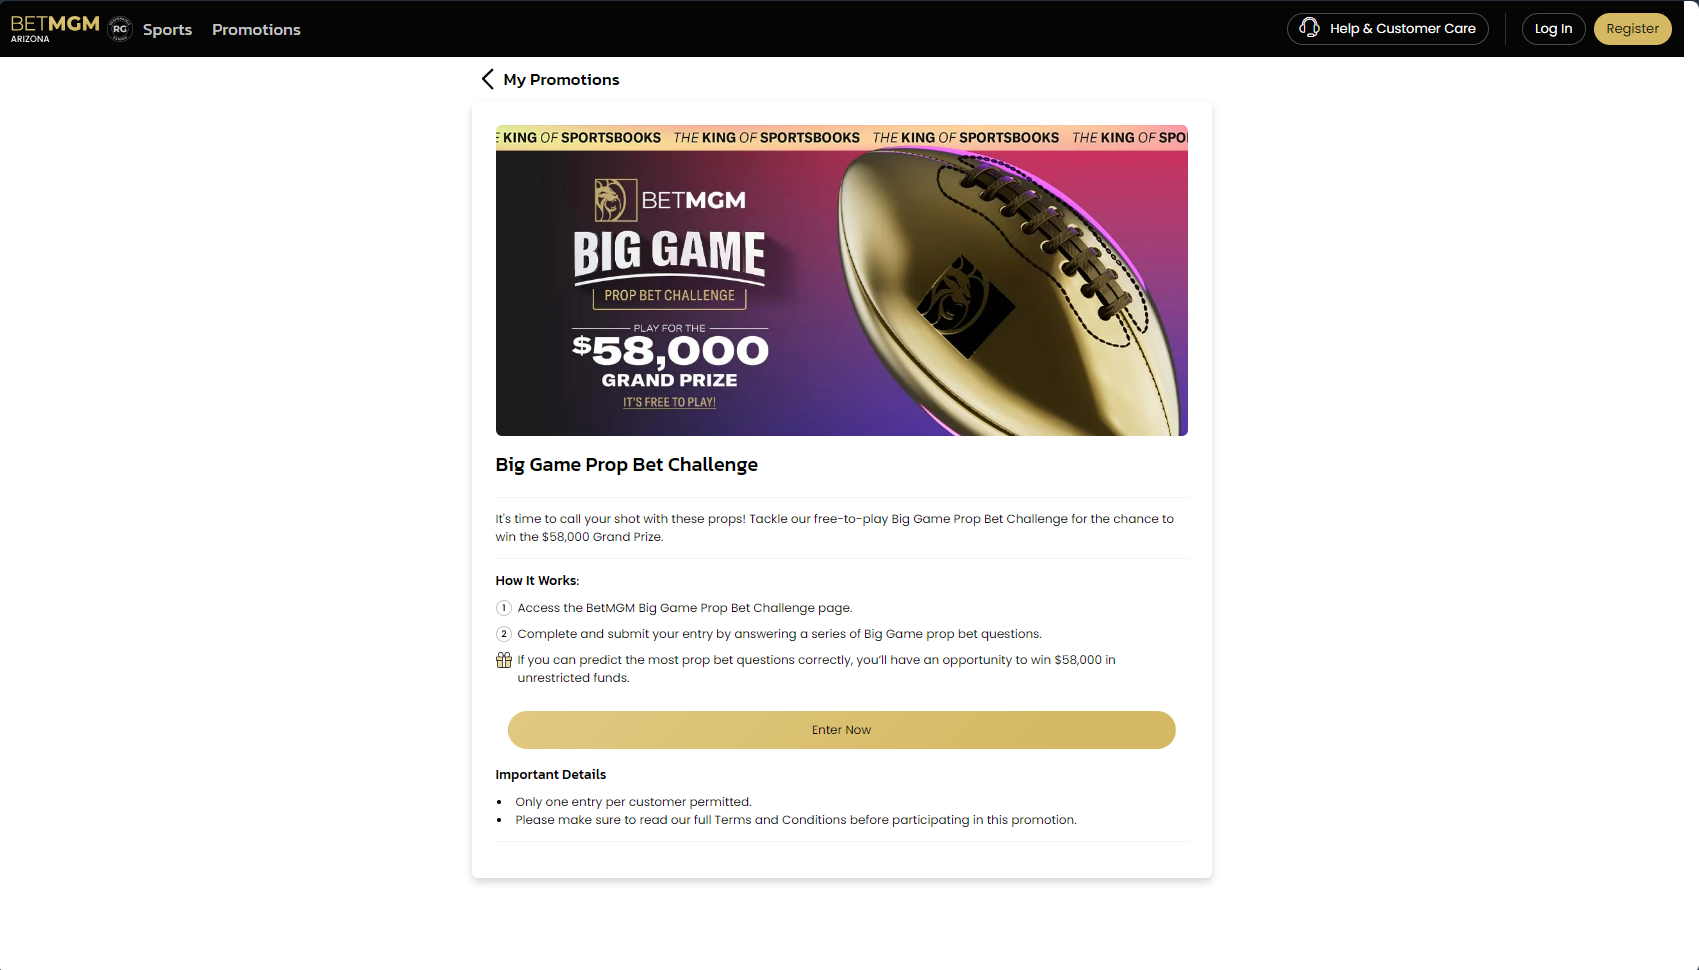 BETMGM
ARIZONA
RG
Sports
Promotions
Help & Customer Care
Log In
Register
My Promotions
KING OF SPORTSBOOKS THE KING OF SPORTSBOOKS THE KING OF SPORTSBOOKS THE KING OF SPO
BETMGM
BIG GAME
PROP BET CHALLENGE
PLAY FOR THE
$58,000
GRAND PRIZE
IT'S FREE TO PLAY!
Big Game Prop Bet Challenge
It's time to call your shot with these props! Tackle our free-to-play Big Game Prop Bet Challenge for the chance to
win the $58,000 Grand Prize.
How It Works:
1 Access the BetMGM Big Game Prop Bet Challenge page.
2 Complete and submit your entry by answering a series of Big Game prop bet questions.
If you can predict the most prop bet questions correctly, you'll have an opportunity to win $58,000 in
unrestricted funds.
Enter Now
Important Details
• Only one entry per customer permitted.
• Please make sure to read our full Terms and Conditions before participating in this promotion.